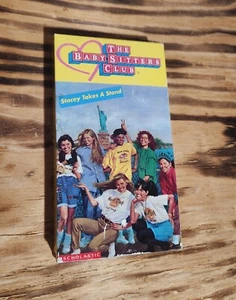 THE
BABY-SITTERS
CLUB
Stacey Takes A Stand
SCHOLASTIC